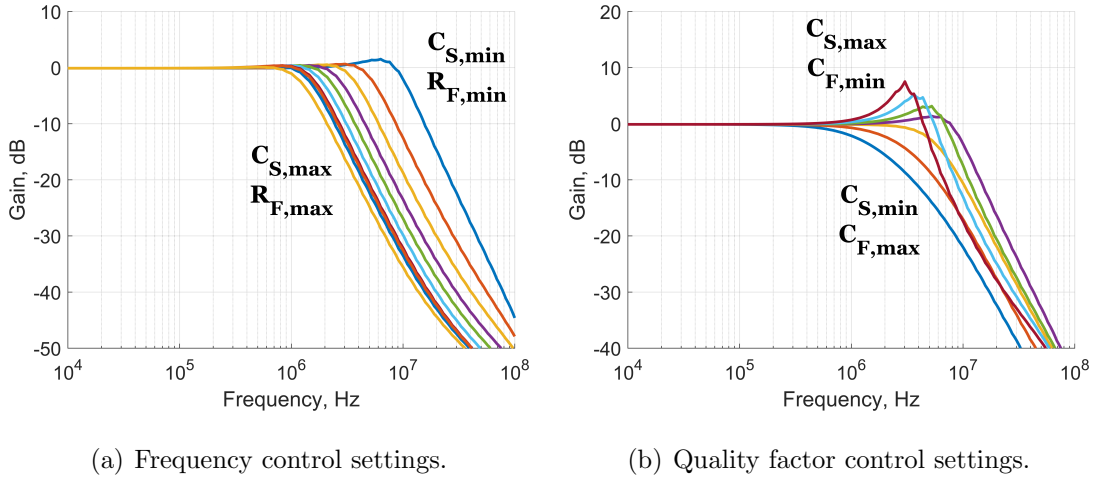 10
0
-10
-20
-30
-40
-50
Gain, dB
C_S,min
R_F,min
C_S,max
R_F,max
10^4 10^5 10^6 10^7 10^8
Frequency, Hz
(a) Frequency control settings.
20
10
0
-10
-20
-30
-40
Gain, dB
C_S,max
C_F,min
C_S,min
C_F,max
10^4 10^5 10^6 10^7 10^8
Frequency, Hz
(b) Quality factor control settings.